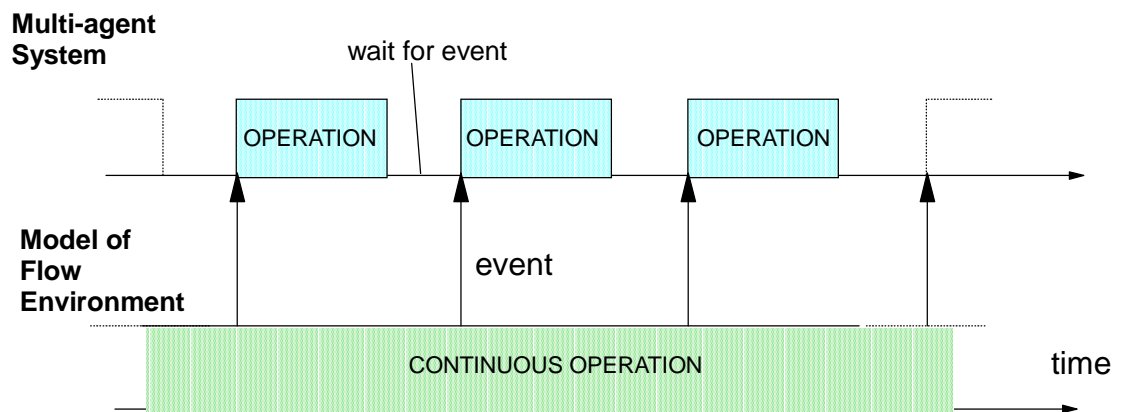 Multi-agent
System
wait for event
OPERATION
OPERATION
OPERATION
Model of
Flow
Environment
event
CONTINUOUS OPERATION
time